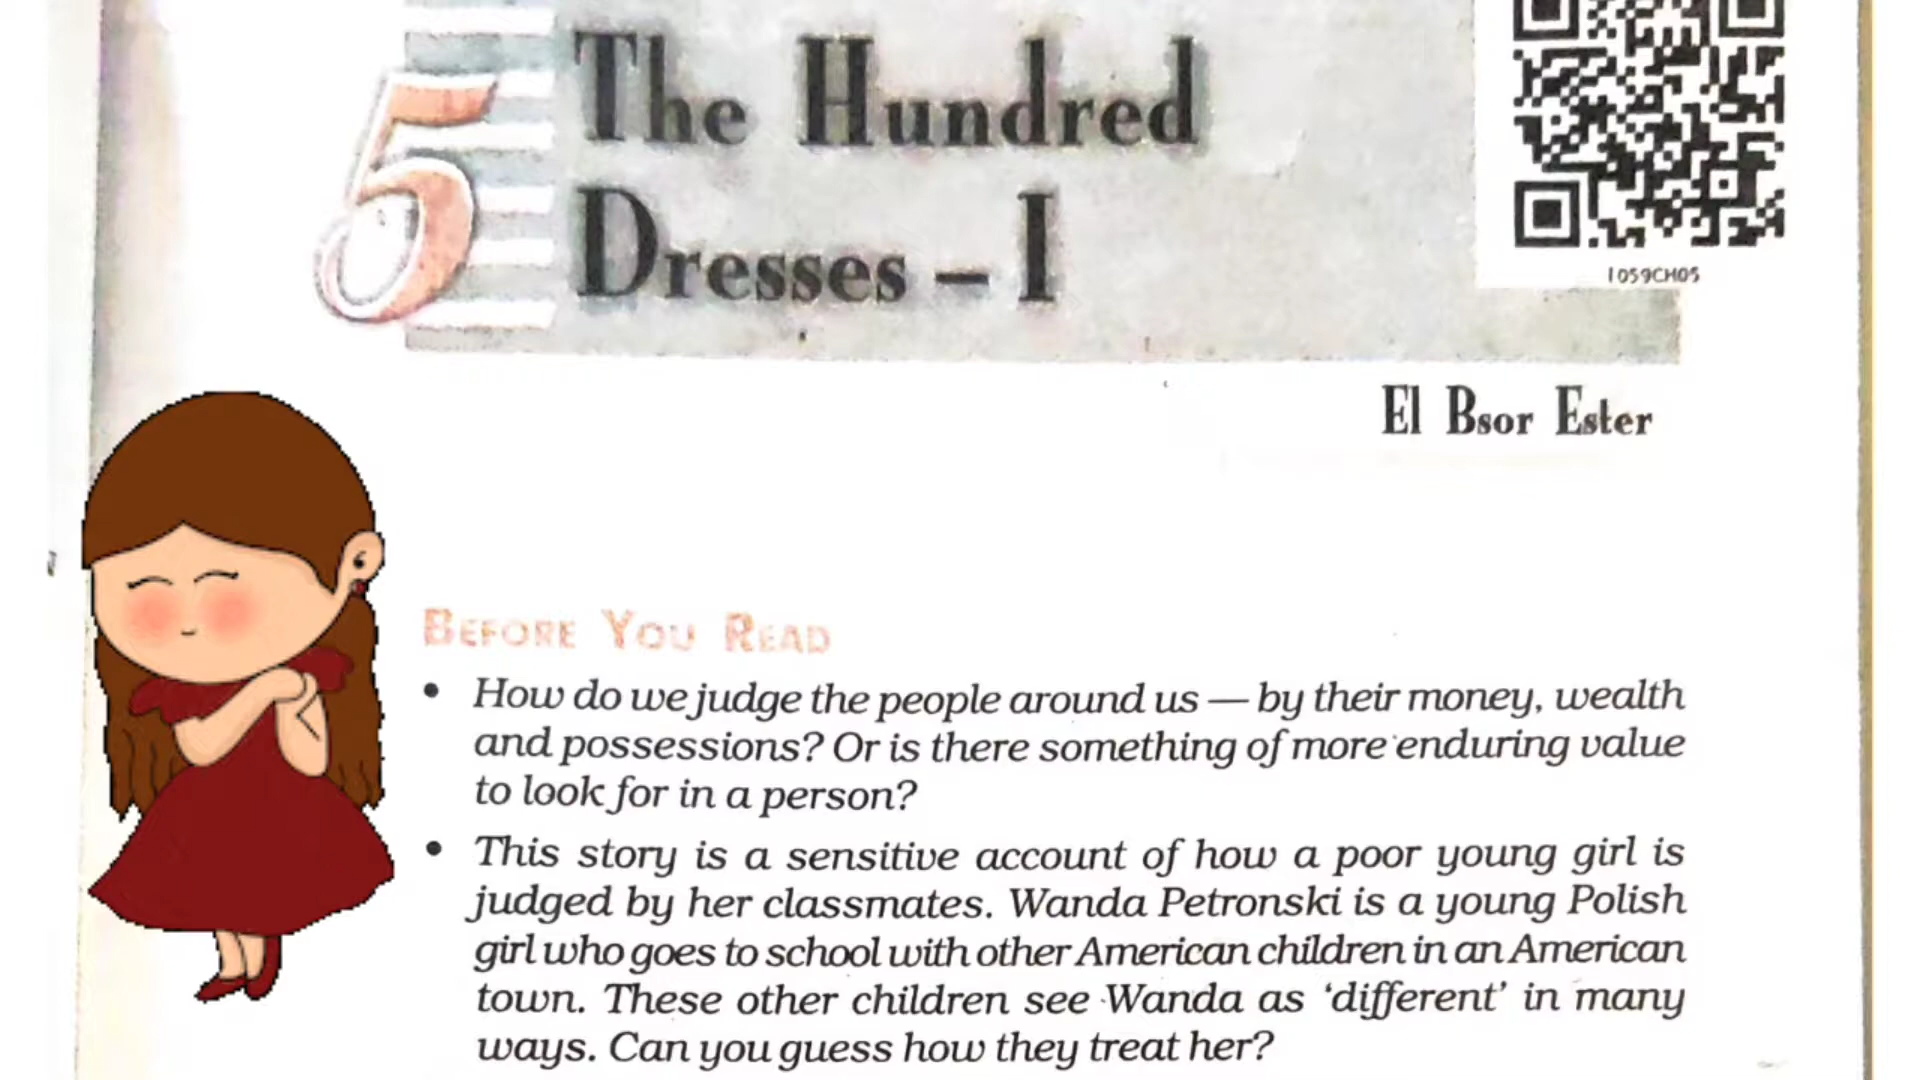 5
The Hundred
Dresses – I
1059CH05
El Bsor Ester
BEFORE YOU READ
• How do we judge the people around us — by their money, wealth
and possessions? Or is there something of more enduring value
to look for in a person?
• This story is a sensitive account of how a poor young girl is
judged by her classmates. Wanda Petronski is a young Polish
girl who goes to school with other American children in an American
town. These other children see Wanda as ‘different’ in many
ways. Can you guess how they treat her?